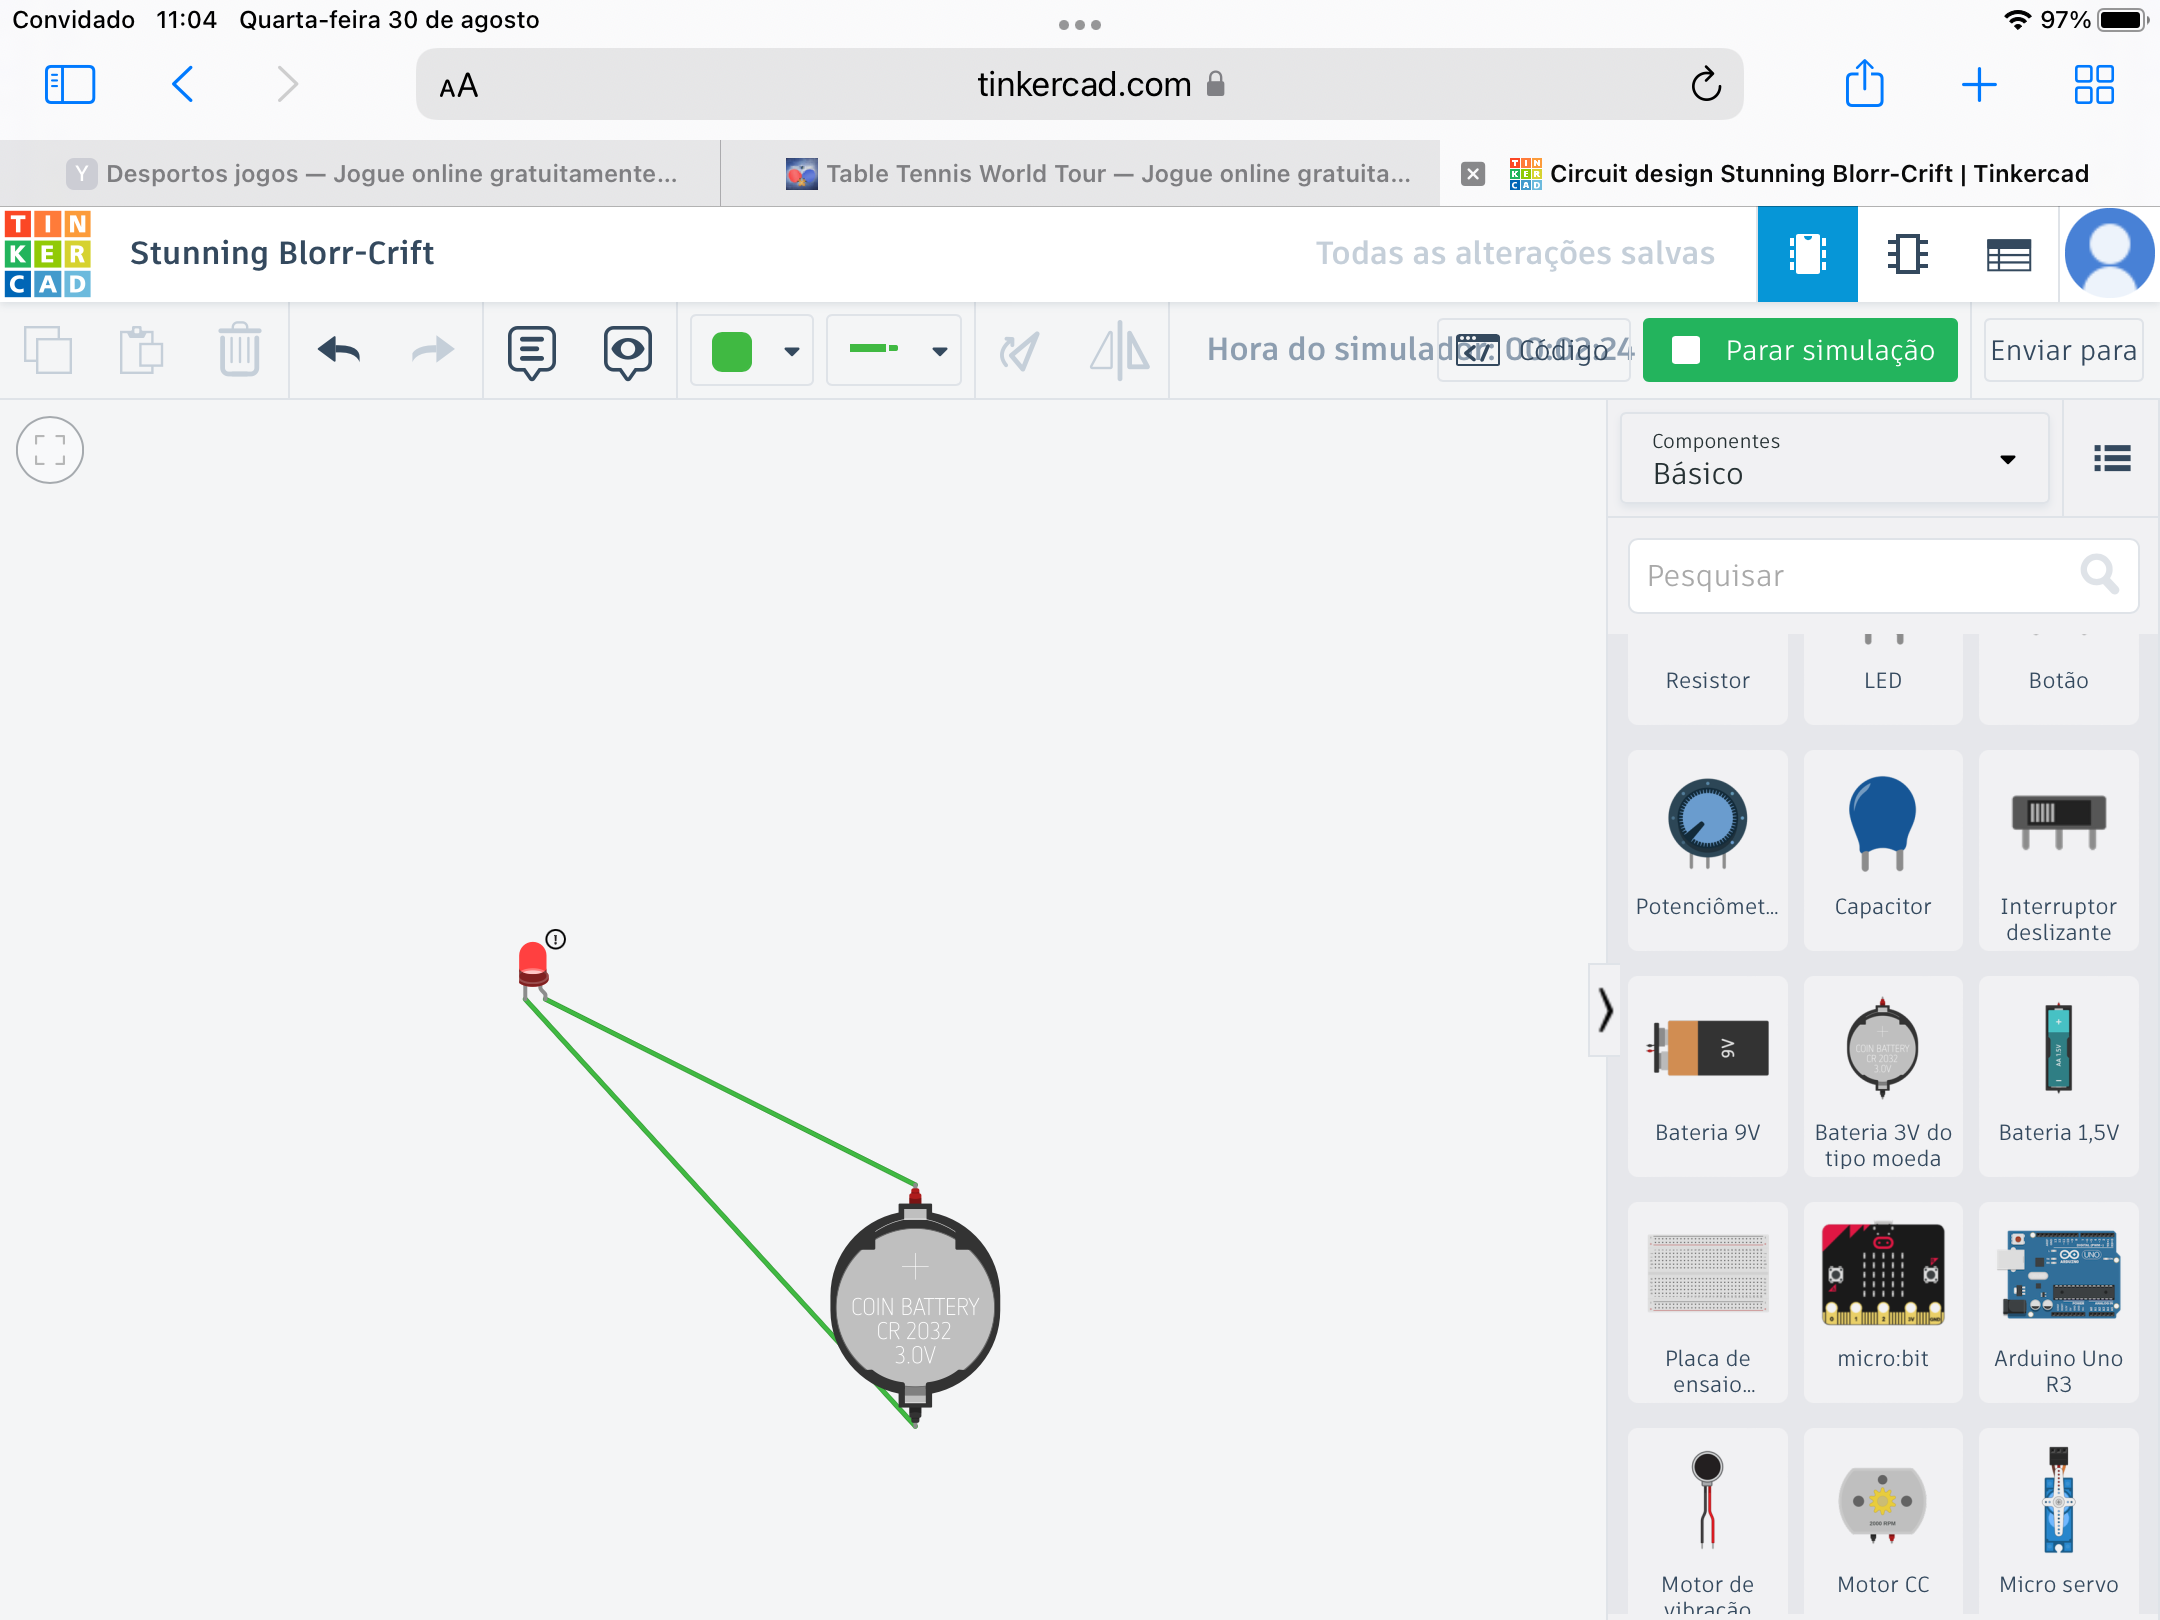 Convidado 11:04 Quarta-feira 30 de agosto
97%
AA
tinkercad.com
Y Desportos jogos — Jogue online gratuitamente...
Table Tennis World Tour — Jogue online gratuita...
TIN KER CAD Circuit design Stunning Blorr-Crift | Tinkercad
TIN
KER
CAD
Stunning Blorr-Crift
Todas as alterações salvas
Hora do simulador:
Código
Parar simulação
Enviar para
Componentes
Básico
Pesquisar
Resistor
LED
Botão
Potenciômet...
Capacitor
Interruptor
deslizante
9V
COIN BATTERY
CR 2032
3.0V
Bateria 9V
Bateria 3V do
tipo moeda
Bateria 1,5V
COIN BATTERY
CR 2032
3.0V
UNO
Placa de
ensaio...
micro:bit
Arduino Uno
R3
Motor de
vibração
Motor CC
Micro servo